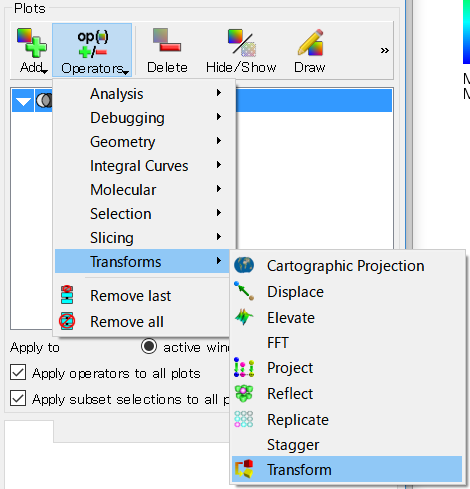 Plots
op(·)
+/−
Add
Operators
Delete
Hide/Show
Draw
»
Analysis
Debugging
Geometry
Integral Curves
Molecular
Selection
Slicing
Transforms
Remove last
Remove all
Cartographic Projection
Displace
Elevate
FFT
Project
Reflect
Replicate
Stagger
Transform
Apply to
active
Apply operators to all plots
Apply subset selections to all